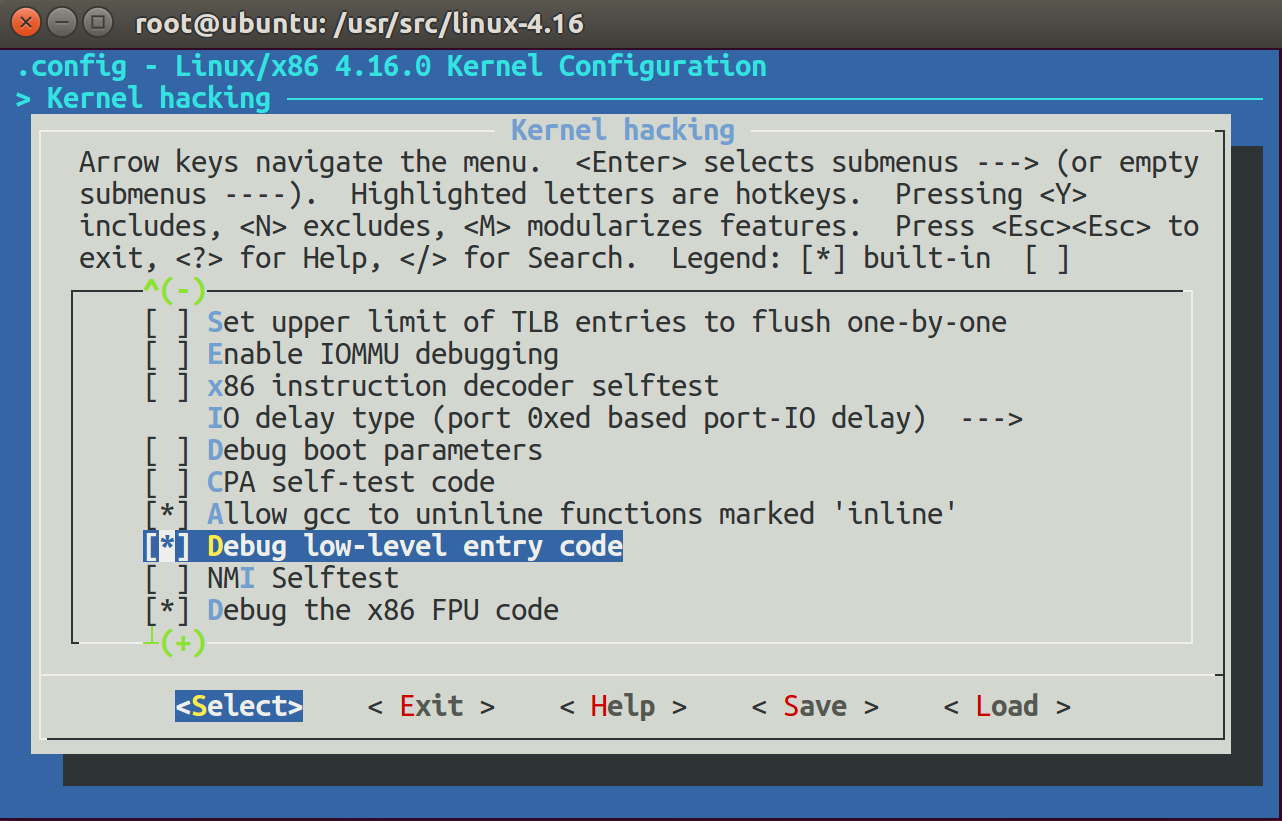 root@ubuntu: /usr/src/linux-4.16
.config - Linux/x86 4.16.0 Kernel Configuration
> Kernel hacking
Kernel hacking
Arrow keys navigate the menu.  <Enter> selects submenus ---> (or empty
submenus ----).  Highlighted letters are hotkeys.  Pressing <Y>
includes, <N> excludes, <M> modularizes features.  Press <Esc><Esc> to
exit, <?> for Help, </> for Search.  Legend: [*] built-in  [ ]
^(-)
[ ] Set upper limit of TLB entries to flush one-by-one
[ ] Enable IOMMU debugging
[ ] x86 instruction decoder selftest
IO delay type (port 0xed based port-IO delay)  --->
[ ] Debug boot parameters
[ ] CPA self-test code
[*] Allow gcc to uninline functions marked 'inline'
[*] Debug low-level entry code
[ ] NMI Selftest
[*] Debug the x86 FPU code
┴(+)
<Select>    < Exit >    < Help >    < Save >    < Load >